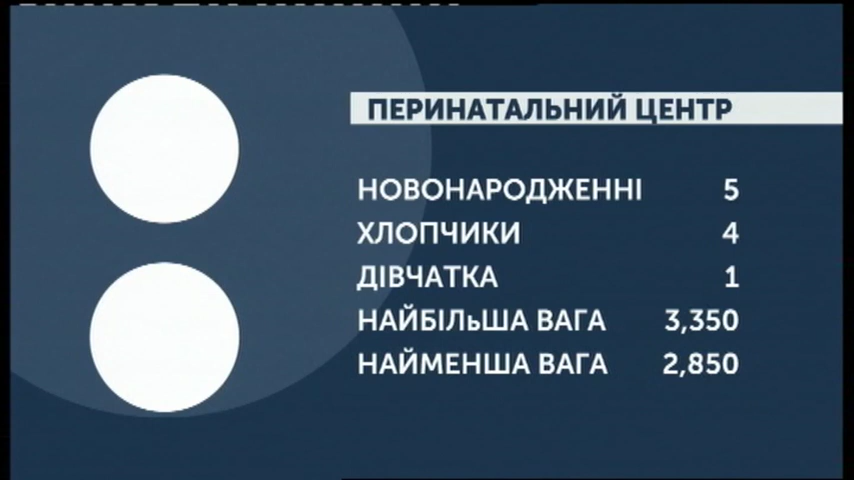 ПЕРИНАТАЛЬНИЙ ЦЕНТР
НОВОНАРОДЖЕННІ 5
ХЛОПЧИКИ 4
ДІВЧАТКА 1
НАЙБІЛЬША ВАГА 3,350
НАЙМЕНША ВАГА 2,850